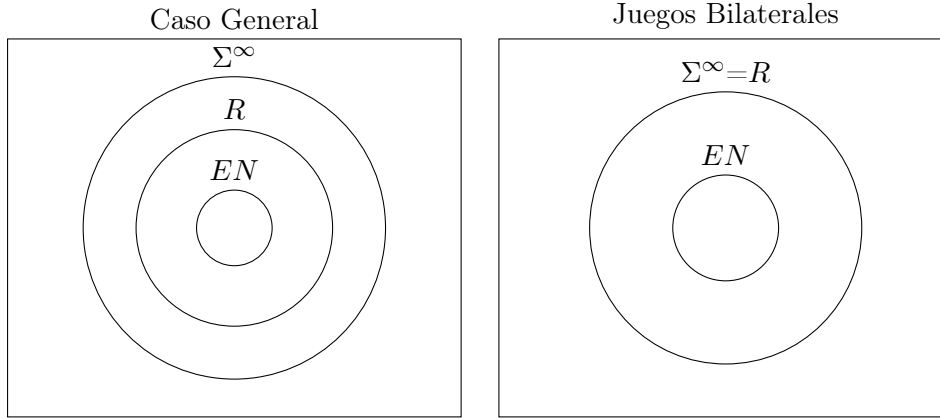 Caso General
Σ∞
R
EN
Juegos Bilaterales
Σ∞=R
EN